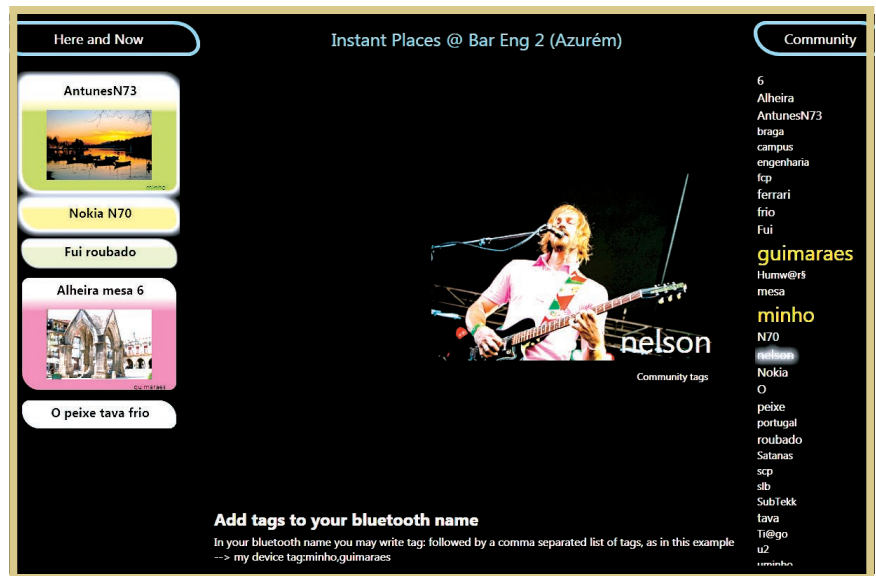 Here and Now
Instant Places @ Bar Eng 2 (Azurém)
Community
AntunesN73
minho
Nokia N70
Fui roubado
Alheira mesa 6
guimaraes
O peixe tava frio
nelson
Community tags
Add tags to your bluetooth name
In your bluetooth name you may write tag: followed by a comma separated list of tags, as in this example
--> my device tag:minho,guimaraes
6
Alheira
AntunesN73
braga
campus
engenharia
fcp
ferrari
frio
Fui
guimaraes
Humw@r§
mesa
minho
N70
nelson
Nokia
O
peixe
portugal
roubado
Satanas
scp
slb
SubTekk
tava
Ti@go
u2
uminho